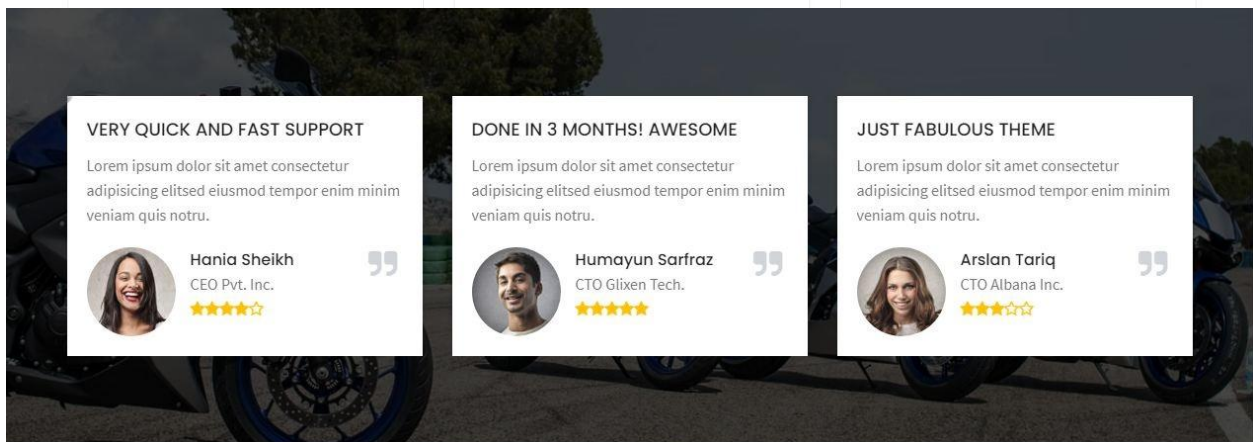 VERY QUICK AND FAST SUPPORT
Lorem ipsum dolor sit amet consectetur
adipisicing elitsed eiusmod tempor enim minim
veniam quis notru.
Hania Sheikh
CEO Pvt. Inc.
DONE IN 3 MONTHS! AWESOME
Lorem ipsum dolor sit amet consectetur
adipisicing elitsed eiusmod tempor enim minim
veniam quis notru.
Humayun Sarfraz
CTO Glixen Tech.
JUST FABULOUS THEME
Lorem ipsum dolor sit amet consectetur
adipisicing elitsed eiusmod tempor enim minim
veniam quis notru.
Arslan Tariq
CTO Albana Inc.